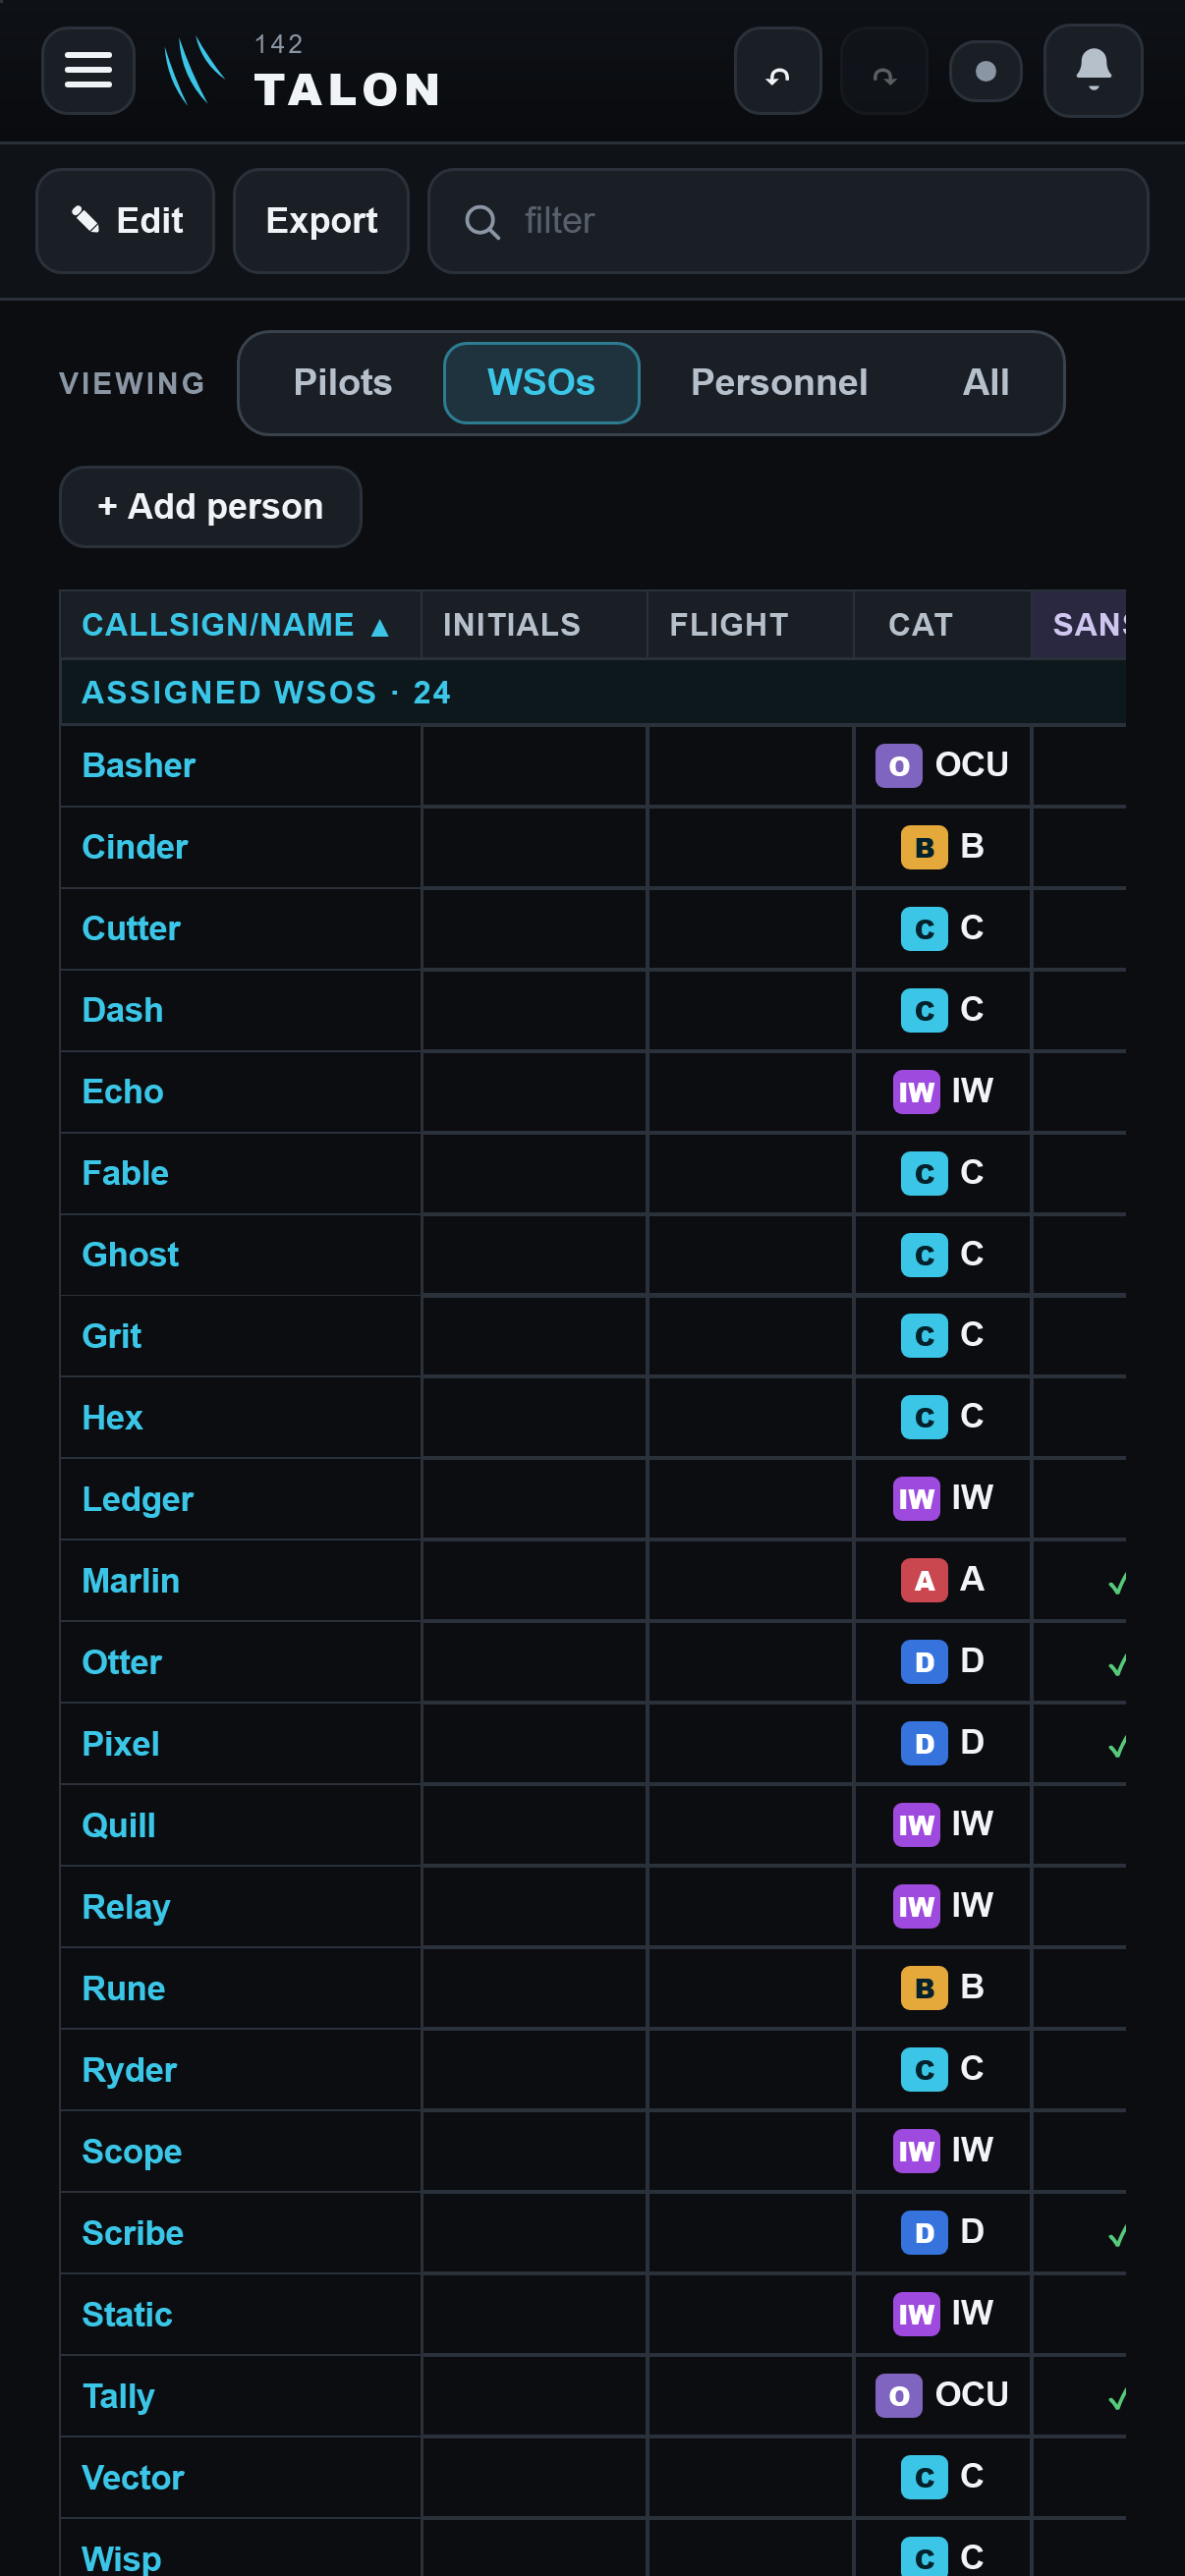 142
TALON
Edit Export filter
VIEWING Pilots WSOs Personnel All
+ Add person
CALLSIGN/NAME ▲ INITIALS FLIGHT CAT
ASSIGNED WSOS · 24
Basher O OCU
Cinder B B
Cutter C C
Dash C C
Echo IW IW
Fable C C
Ghost C C
Grit C C
Hex C C
Ledger IW IW
Marlin A A ✓
Otter D D ✓
Pixel D D ✓
Quill IW IW
Relay IW IW
Rune B B
Ryder C C
Scope IW IW
Scribe D D ✓
Static IW IW
Tally O OCU ✓
Vector C C
Wisp C C